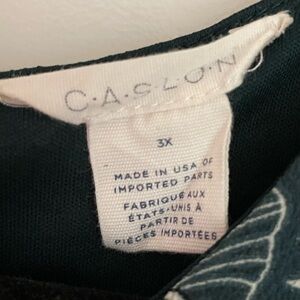 C·A·S·L·O·N
3X
MADE IN USA OF
IMPORTED PARTS
FABRIQUÉ AUX
ÉTATS-UNIS À
PARTIR DE
PIÈCES IMPORTÉES